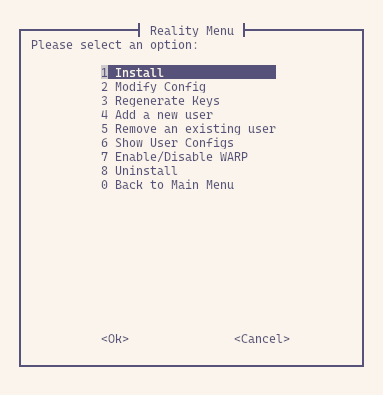 Reality Menu
Please select an option:
1 Install
2 Modify Config
3 Regenerate Keys
4 Add a new user
5 Remove an existing user
6 Show User Configs
7 Enable/Disable WARP
8 Uninstall
0 Back to Main Menu
<Ok> <Cancel>